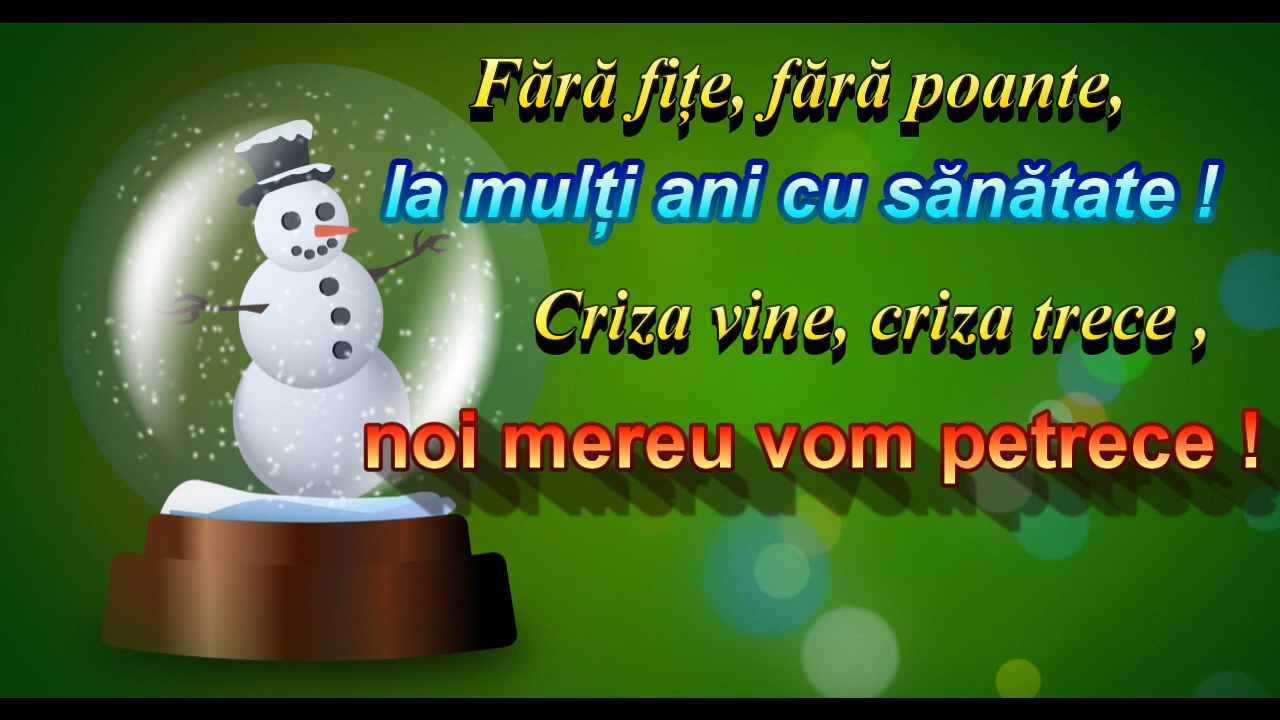 Fără fițe, fără poante,
la mulți ani cu sănătate !
Criza vine, criza trece ,
noi mereu vom petrece !